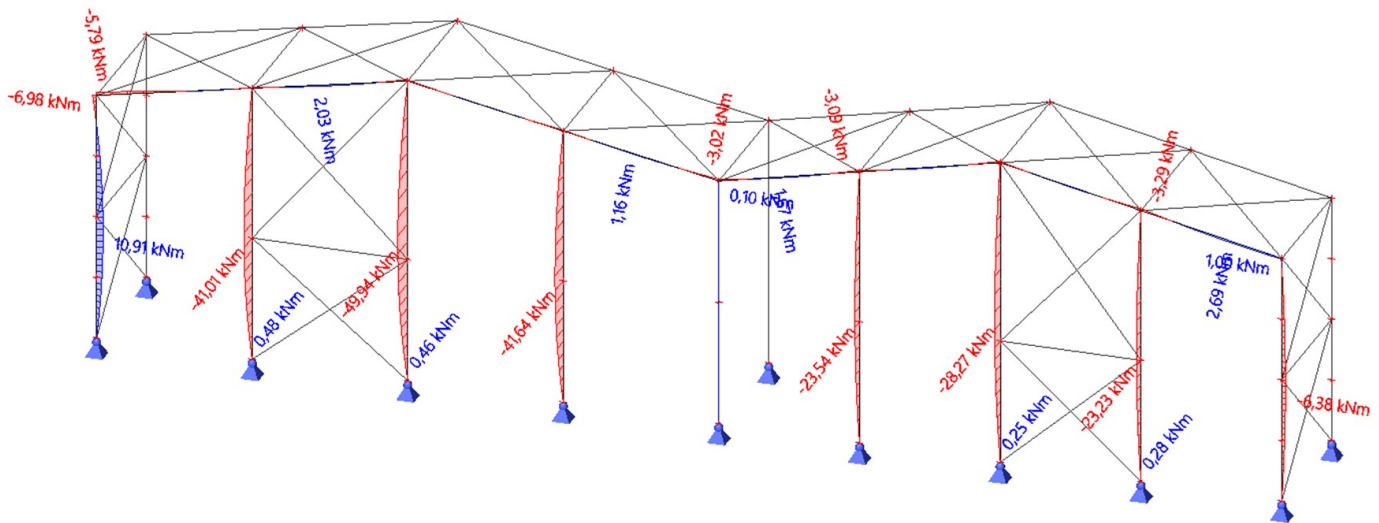 -5,79 kNm
-6,98 kNm
2,03 kNm
-3,02 kNm
-3,09 kNm
-3,29 kNm
1,16 kNm
0,10 kNm
10,91 kNm
-41,01 kNm
-49,94 kNm
-41,64 kNm
0,48 kNm
0,46 kNm
-23,54 kNm
-28,27 kNm
-23,23 kNm
0,25 kNm
0,28 kNm
2,69 kNm
-6,38 kNm